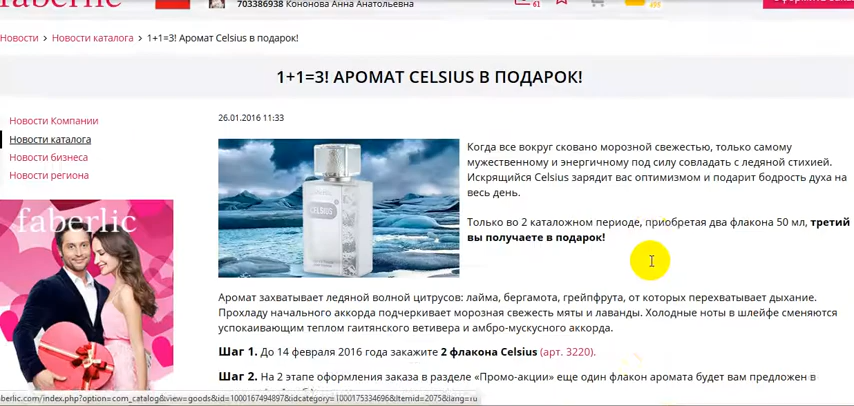 faberlic
703386938 Кононова Анна Анатольевна
61
Новости > Новости каталога > 1+1=3! Аромат Celsius в подарок!
1+1=3! АРОМАТ CELSIUS В ПОДАРОК!
Новости Компании
Новости каталога
Новости бизнеса
Новости региона
faberlic
26.01.2016 11:33
CELSIUS
Когда все вокруг сковано морозной свежестью, только самому
мужественному и энергичному под силу совладать с ледяной стихией.
Искрящийся Celsius зарядит вас оптимизмом и подарит бодрость духа на
весь день.
Только во 2 каталожном периоде, приобретая два флакона 50 мл, третий
вы получаете в подарок!
Аромат захватывает ледяной волной цитрусов: лайма, бергамота, грейпфрута, от которых перехватывает дыхание.
Прохладу начального аккорда подчеркивает морозная свежесть мяты и лаванды. Холодные ноты в шлейфе сменяются
успокаивающим теплом гаитянского ветивера и амбро-мускусного аккорда.
Шаг 1. До 14 февраля 2016 года закажите 2 флакона Celsius (арт. 3220).
Шаг 2. На 2 этапе оформления заказа в разделе «Промо-акции» еще один флакон аромата будет вам предложен в
berlic.com/index.php?option=com_catalog&view=goods&id=1000167494897&idcategory=1000175334696&Itemid=2075&lang=ru